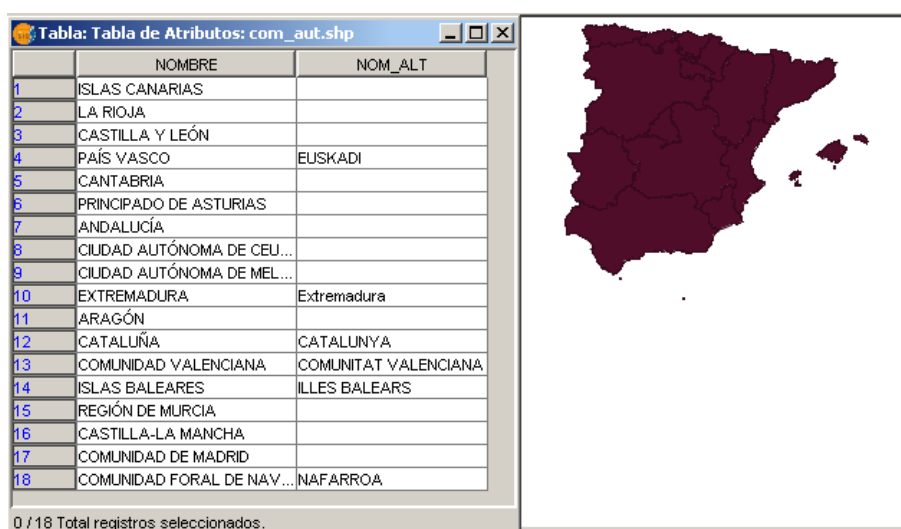 Tabla: Tabla de Atributos: com_aut.shp
NOMBRE NOM_ALT
1 ISLAS CANARIAS
2 LA RIOJA
3 CASTILLA Y LEÓN
4 PAÍS VASCO EUSKADI
5 CANTABRIA
6 PRINCIPADO DE ASTURIAS
7 ANDALUCÍA
8 CIUDAD AUTÓNOMA DE CEU...
9 CIUDAD AUTÓNOMA DE MEL...
10 EXTREMADURA Extremadura
11 ARAGÓN
12 CATALUÑA CATALUNYA
13 COMUNIDAD VALENCIANA COMUNITAT VALENCIANA
14 ISLAS BALEARES ILLES BALEARS
15 REGIÓN DE MURCIA
16 CASTILLA-LA MANCHA
17 COMUNIDAD DE MADRID
18 COMUNIDAD FORAL DE NAV... NAFARROA
0 / 18 Total registros seleccionados.